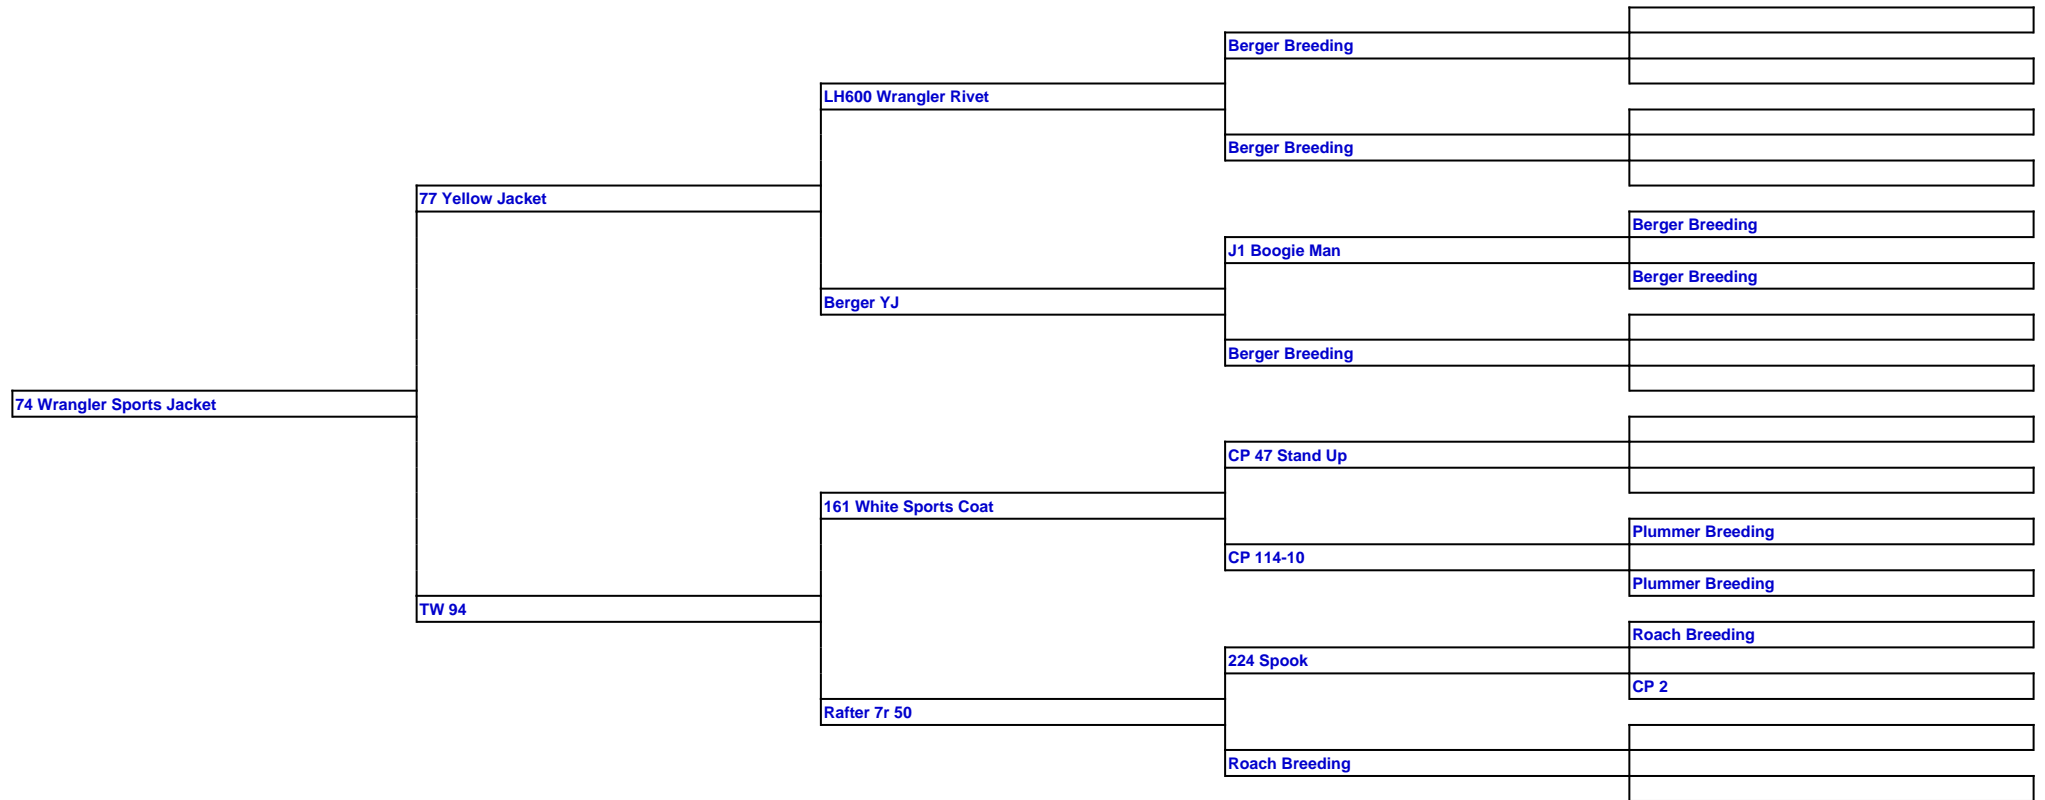 Berger Breeding
LH600 Wrangler Rivet
Berger Breeding
77 Yellow Jacket
Berger Breeding
J1 Boogie Man
Berger Breeding
Berger YJ
Berger Breeding
74 Wrangler Sports Jacket
CP 47 Stand Up
161 White Sports Coat
Plummer Breeding
CP 114-10
Plummer Breeding
TW 94
Roach Breeding
224 Spook
CP 2
Rafter 7r 50
Roach Breeding